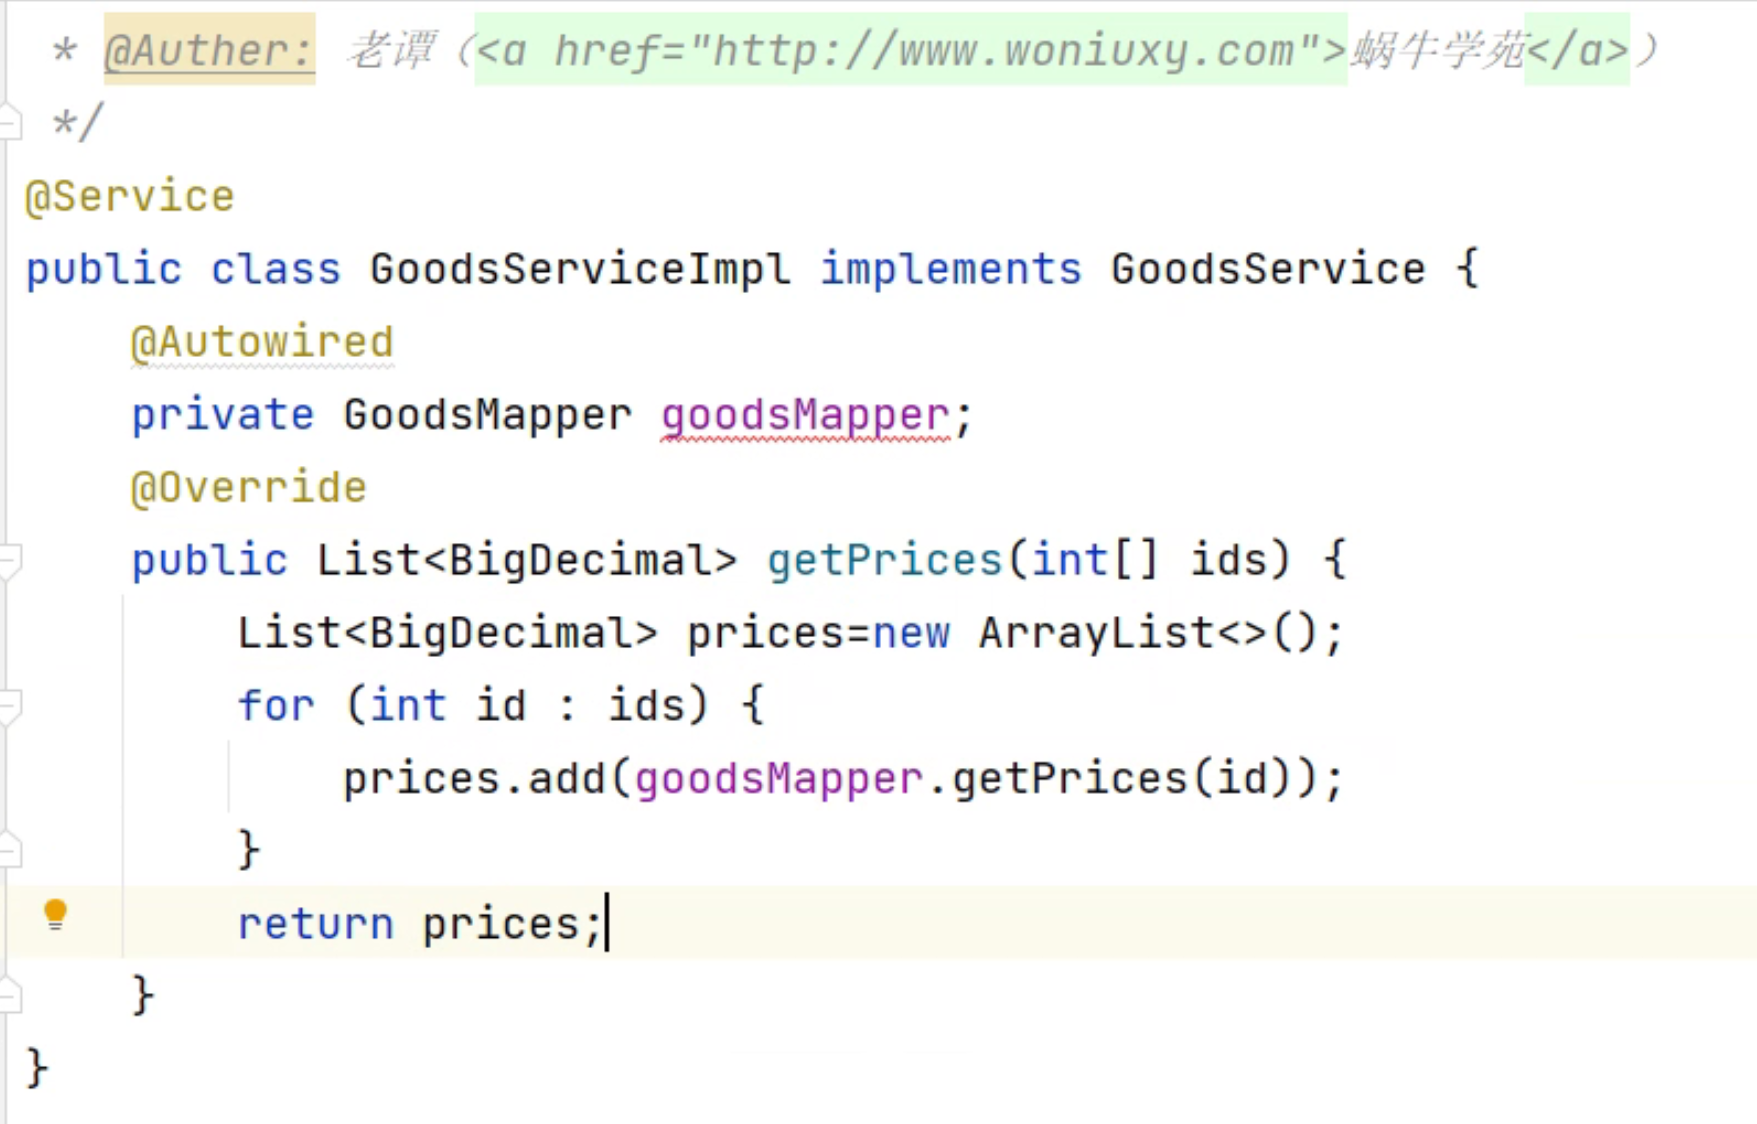 * @Auther: 老谭（<a href="http://www.woniuxy.com">蜗牛学苑</a>）
*/
@Service
public class GoodsServiceImpl implements GoodsService {
@Autowired
private GoodsMapper goodsMapper;
@Override
public List<BigDecimal> getPrices(int[] ids) {
List<BigDecimal> prices=new ArrayList<>();
for (int id : ids) {
prices.add(goodsMapper.getPrices(id));
}
return prices;
}
}